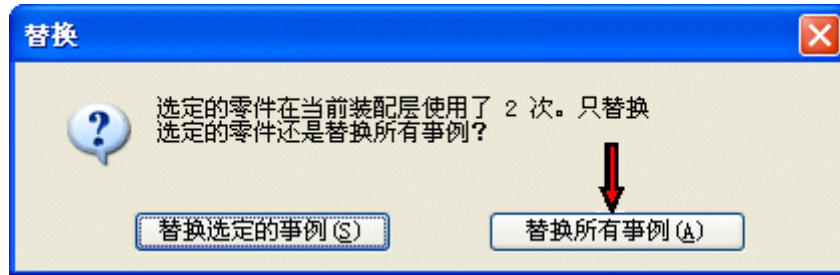 替换
选定的零件在当前装配层使用了 2 次。只替换
选定的零件还是替换所有事例?
替换选定的事例(S) 替换所有事例(A)